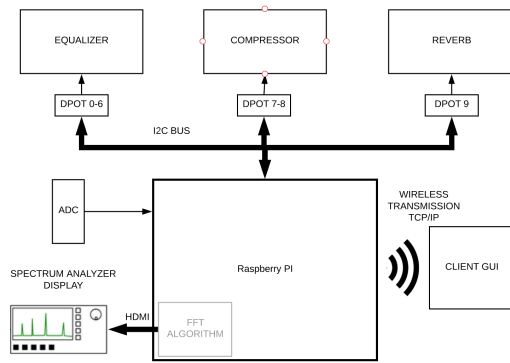 EQUALIZER
COMPRESSOR
REVERB
DPOT 0-6
DPOT 7-8
DPOT 9
I2C BUS
ADC
WIRELESS
TRANSMISSION
TCP/IP
Raspberry PI
CLIENT GUI
SPECTRUM ANALYZER
DISPLAY
HDMI
FFT
ALGORITHM